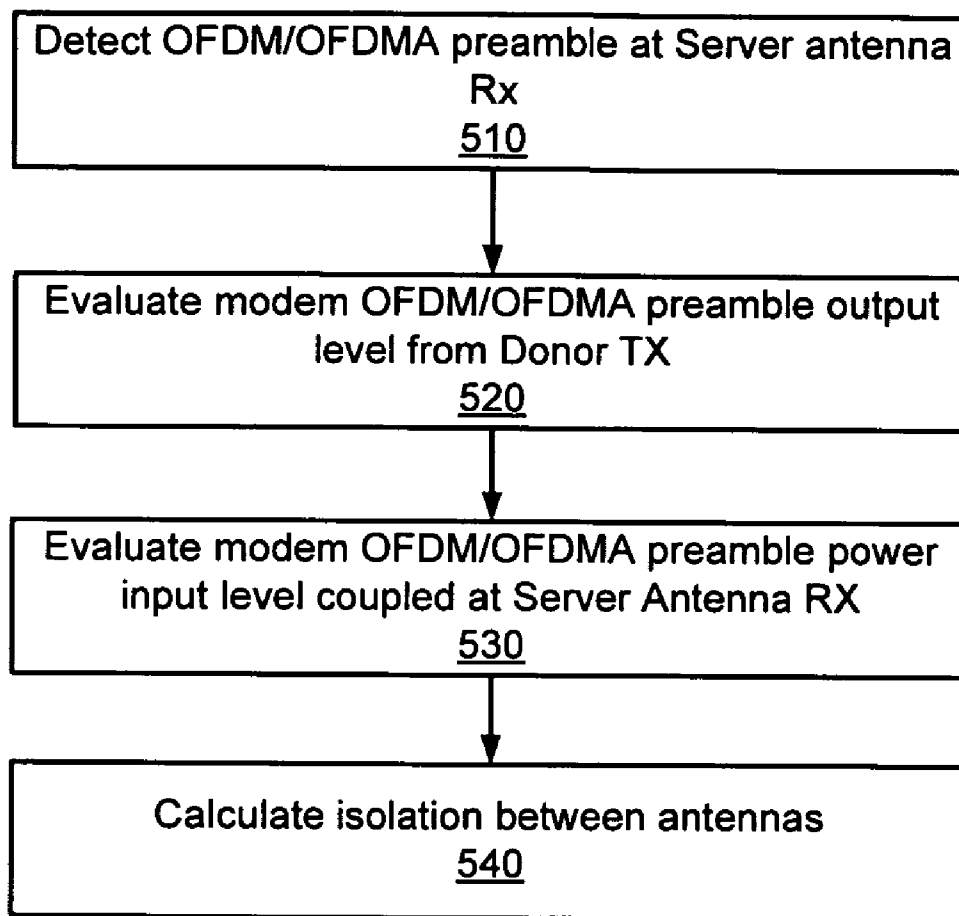 Detect OFDM/OFDMA preamble at Server antenna
Rx
510
Evaluate modem OFDM/OFDMA preamble output
level from Donor TX
520
Evaluate modem OFDM/OFDMA preamble power
input level coupled at Server Antenna RX
530
Calculate isolation between antennas
540